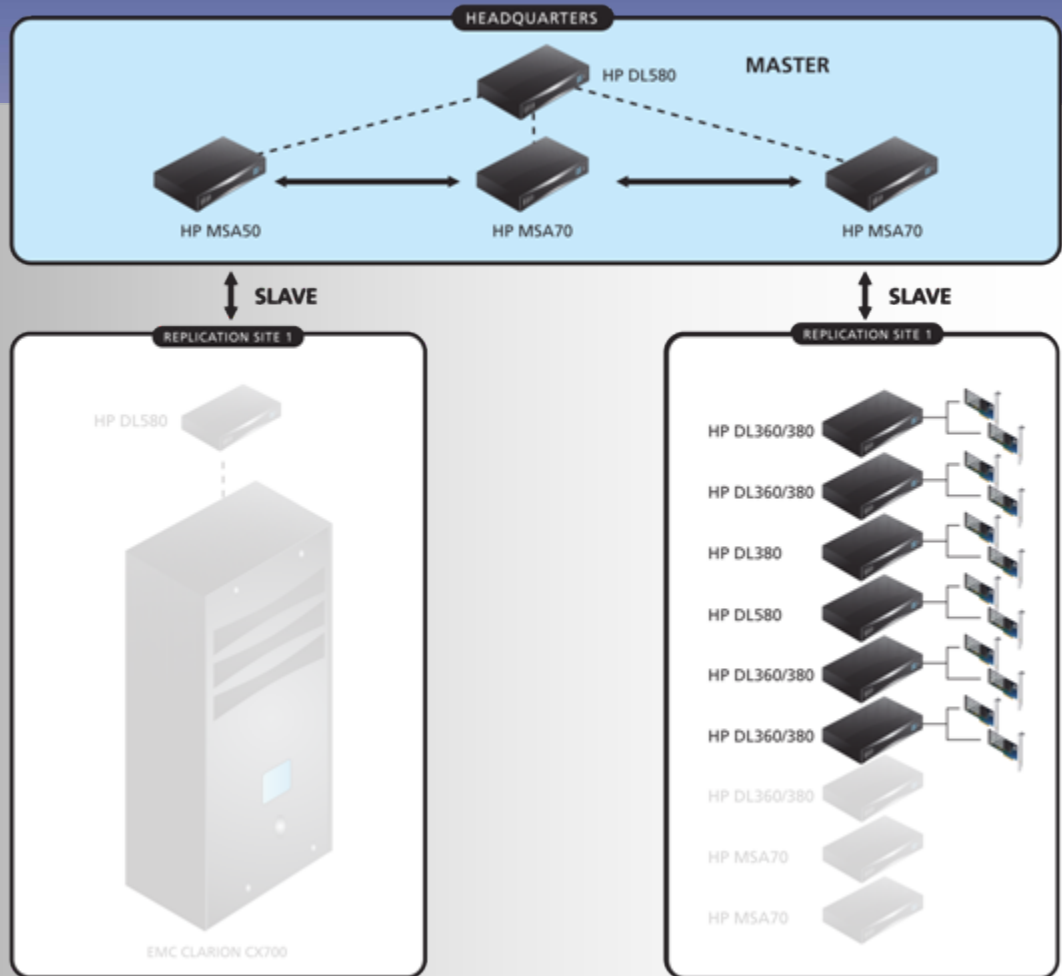 HEADQUARTERS
HP DL580
MASTER
HP MSA50
HP MSA70
HP MSA70
SLAVE
SLAVE
REPLICATION SITE 1
REPLICATION SITE 1
HP DL580
EMC CLARION CX700
HP DL360/380
HP DL360/380
HP DL380
HP DL580
HP DL360/380
HP DL360/380
HP DL360/380
HP MSA70
HP MSA70